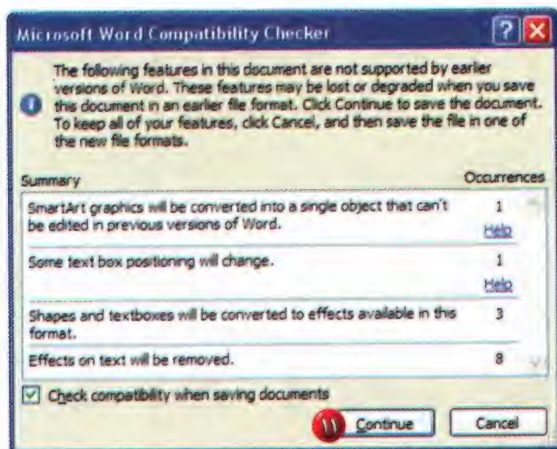 Microsoft Word Compatibility Checker
The following features in this document are not supported by earlier
versions of Word. These features may be lost or degraded when you save
this document in an earlier file format. Click Continue to save the document.
To keep all of your features, click Cancel, and then save the file in one of
the new file formats.
Summary Occurrences
SmartArt graphics will be converted into a single object that can't 1
be edited in previous versions of Word. Help
Some text box positioning will change. 1
Help
Shapes and textboxes will be converted to effects available in this 3
format.
Effects on text will be removed. 8
Check compatibility when saving documents
11 Continue Cancel